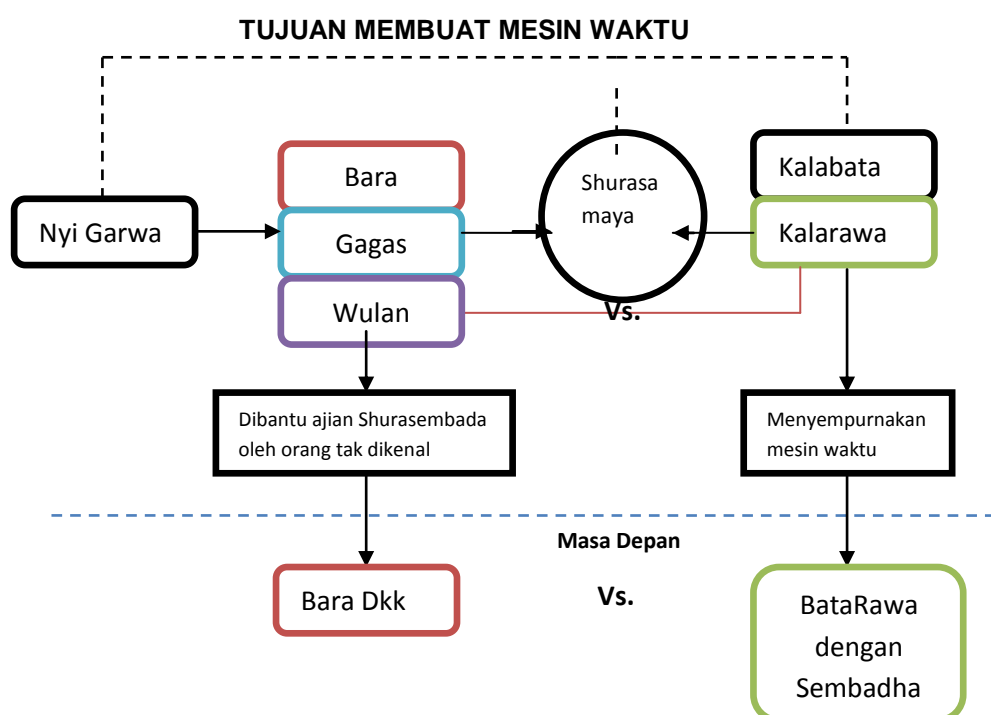 TUJUAN MEMBUAT MESIN WAKTU
Nyi Garwa
Bara
Gagas
Wulan
Shurasa
maya
Kalabata
Kalarawa
Vs.
Dibantu ajian Shurasembada
oleh orang tak dikenal
Menyempurnakan
mesin waktu
Masa Depan
Bara Dkk
Vs.
BataRawa
dengan
Sembadha